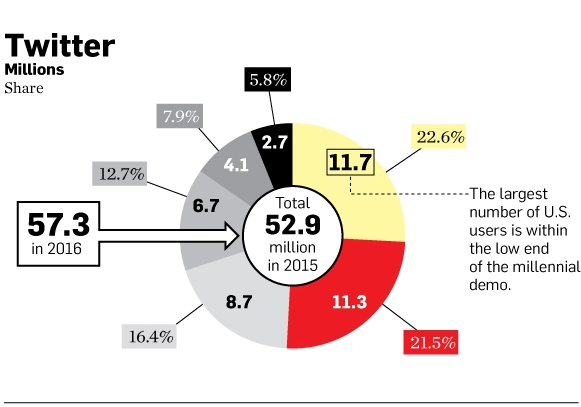 Twitter
Millions
Share
5.8%
7.9%
2.7
22.6%
4.1
11.7
12.7%
6.7
Total
52.9
million
in 2015
57.3
in 2016
The largest
number of U.S.
users is within
the low end
of the millennial
demo.
8.7
11.3
16.4%
21.5%